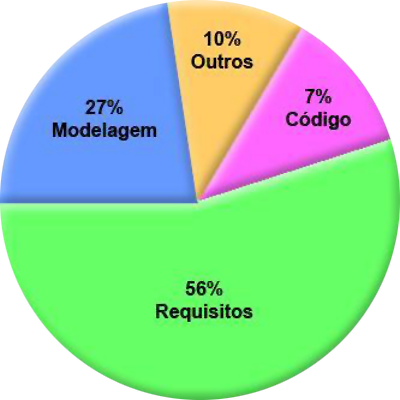 10%
Outros
27%
Modelagem
7%
Código
56%
Requisitos